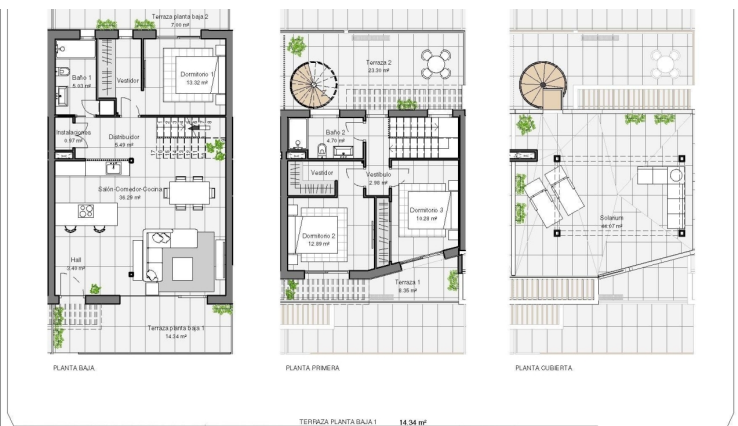 Terraza planta baja 2
7.00 m²
Baño 1
5.03 m²
Vestidor
Dormitorio 1
13.32 m²
Instalaciones
0.97 m²
Distribuidor
5.49 m²
Salón-Comedor-Cocina
36.29 m²
Hall
3.40 m²
Terraza planta baja 1
14.34 m²
PLANTA BAJA
Terraza 2
23.30 m²
Baño 2
4.70 m²
Vestidor
Vestíbulo
2.98 m²
Dormitorio 2
12.89 m²
Dormitorio 3
10.28 m²
Terraza 1
8.35 m²
PLANTA PRIMERA
Solarium
PLANTA CUBIERTA
TERRAZA PLANTA BAJA 1 14.34 m²